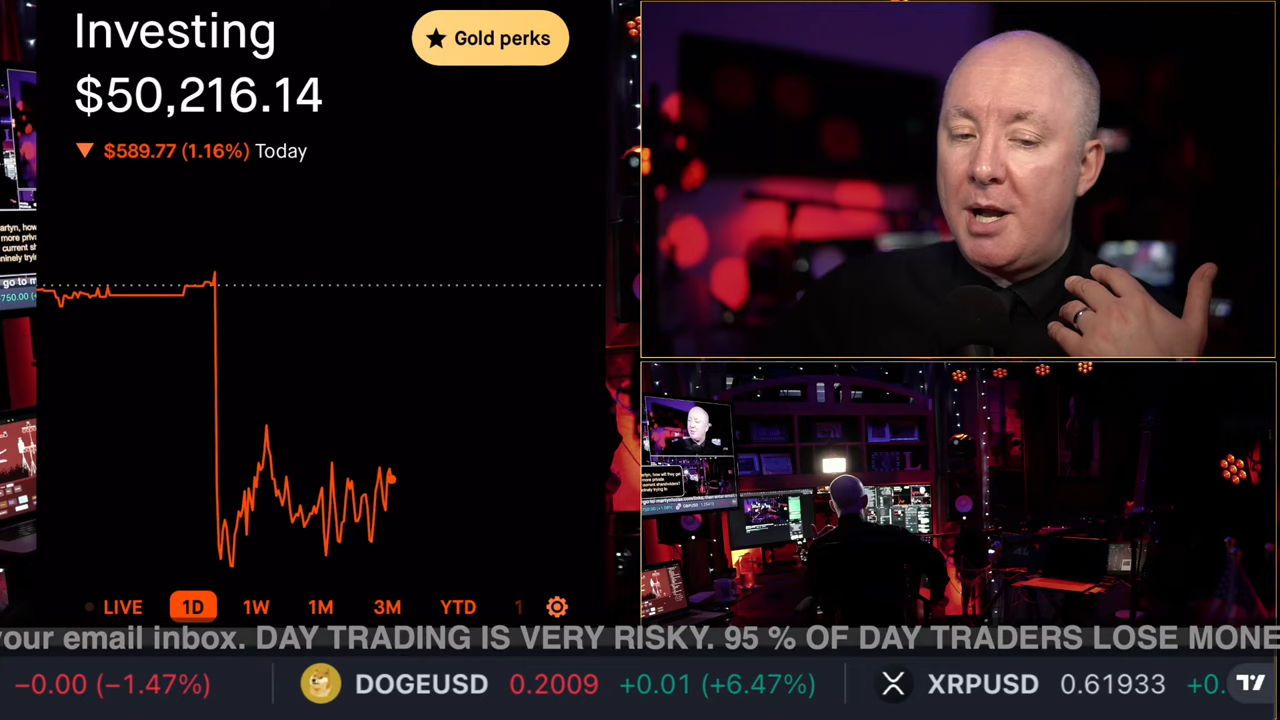 Investing
Gold perks
$50,216.14
$589.77 (1.16%) Today
LIVE 1D 1W 1M 3M YTD 1
your email inbox. DAY TRADING IS VERY RISKY. 95 % OF DAY TRADERS LOSE MONE
−0.00 (−1.47%) DOGEUSD 0.2009 +0.01 (+6.47%) XRPUSD 0.61933 +0.